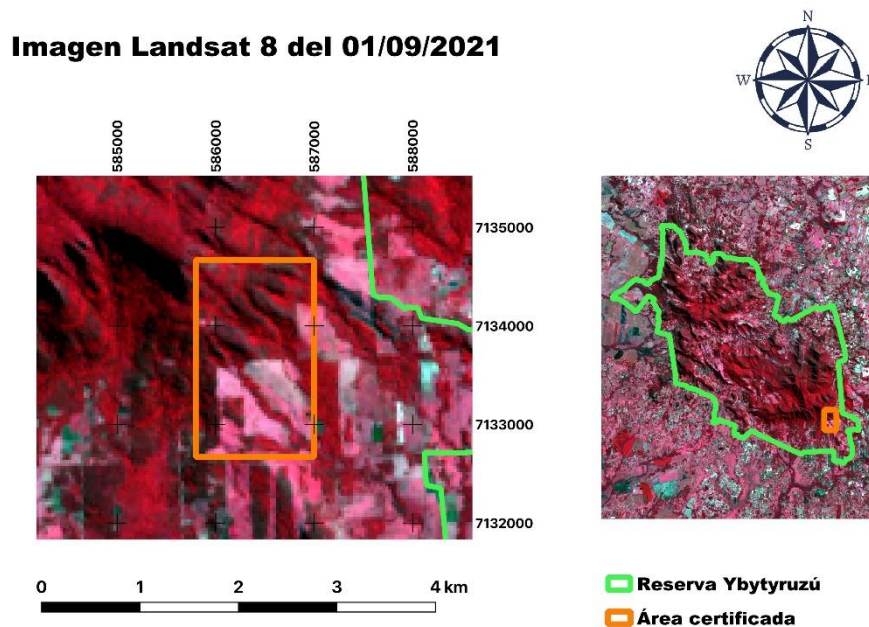 Imagen Landsat 8 del 01/09/2021
N
W
E
S
585000
586000
587000
588000
7135000
7134000
7133000
7132000
0 1 2 3 4 km
Reserva Ybytyruzú
Área certificada